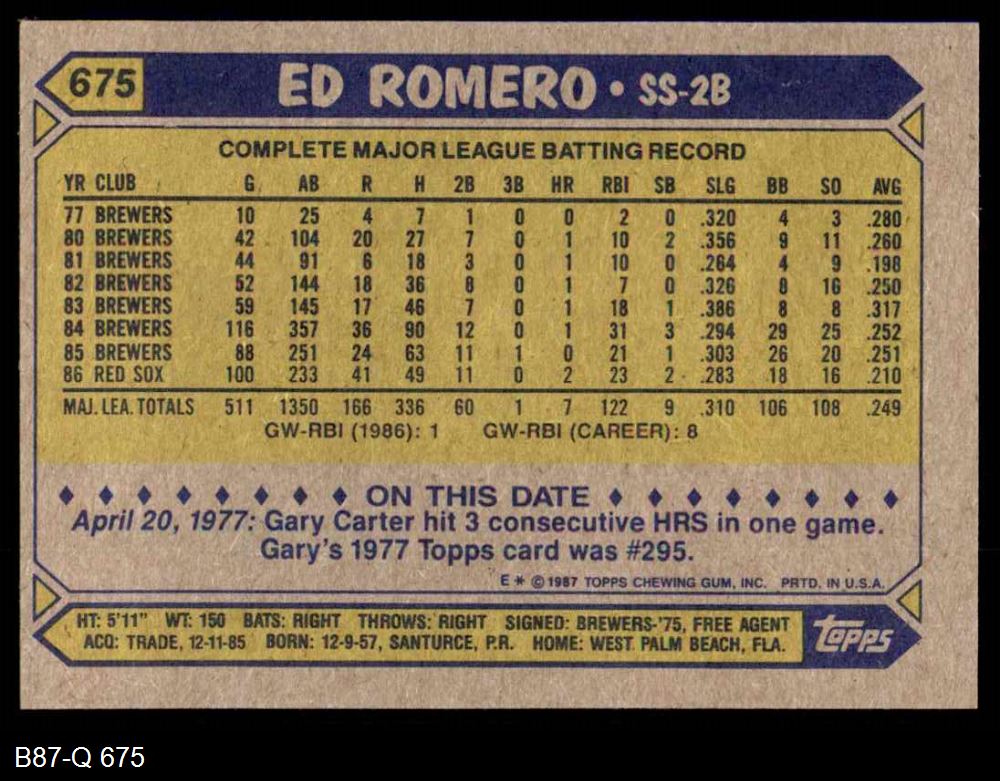 675 ED ROMERO • SS-2B
COMPLETE MAJOR LEAGUE BATTING RECORD
YR CLUB G AB R H 2B 3B HR RBI SB SLG BB SO AVG
77 BREWERS 10 25 4 7 1 0 0 2 0 .320 4 3 .280
80 BREWERS 42 104 20 27 7 0 1 10 2 .356 9 11 .260
81 BREWERS 44 91 6 18 3 0 1 10 0 .264 4 9 .198
82 BREWERS 52 144 18 36 8 0 1 7 0 .326 8 16 .250
83 BREWERS 59 145 17 46 7 0 1 18 1 .386 8 8 .317
84 BREWERS 116 357 36 90 12 0 1 31 3 .294 29 25 .252
85 BREWERS 88 251 24 63 11 1 0 21 1 .303 26 20 .251
86 RED SOX 100 233 41 49 11 0 2 23 2 .283 18 16 .210
MAJ. LEA. TOTALS 511 1350 166 336 60 1 7 122 9 .310 106 108 .249
GW-RBI (1986): 1 GW-RBI (CAREER): 8
ON THIS DATE
April 20, 1977: Gary Carter hit 3 consecutive HRS in one game.
Gary's 1977 Topps card was #295.
E* © 1987 TOPPS CHEWING GUM, INC. PRTD. IN U.S.A.
HT: 5'11" WT: 150 BATS: RIGHT THROWS: RIGHT SIGNED: BREWERS-'75, FREE AGENT
ACQ: TRADE, 12-11-85 BORN: 12-9-57, SANTURCE, P.R. HOME: WEST PALM BEACH, FLA.
topps
B87-Q 675